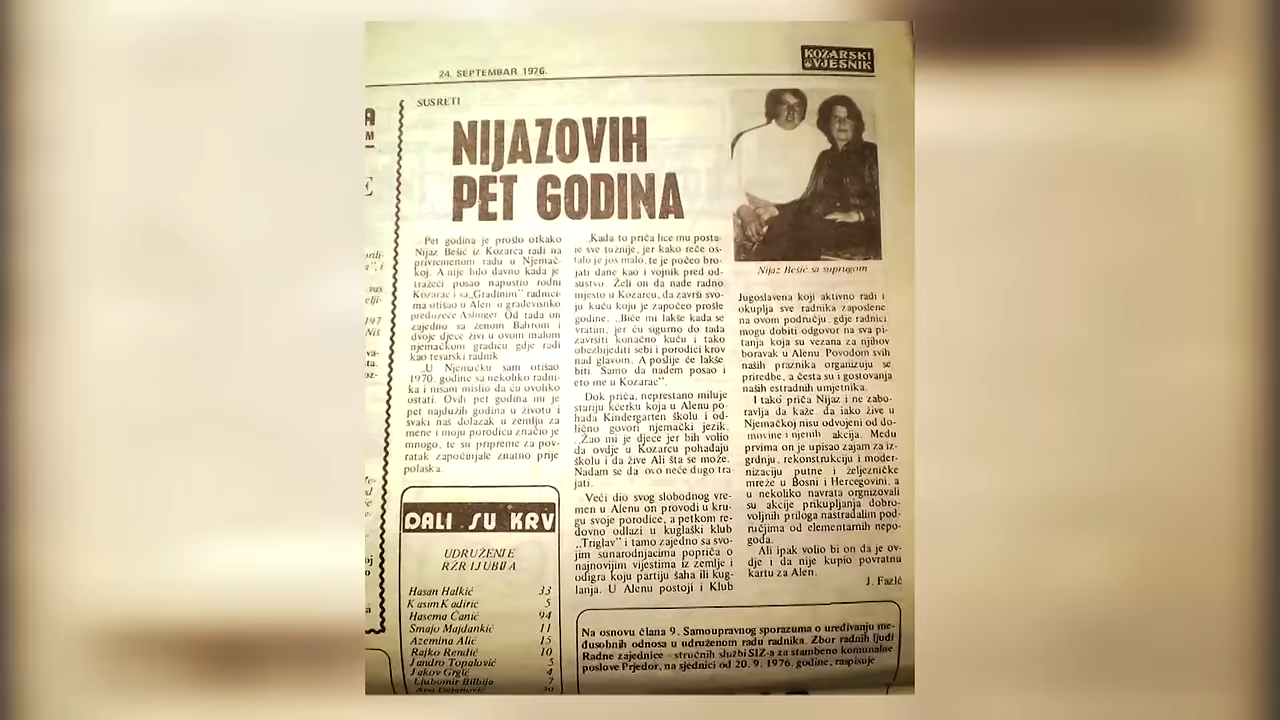 24. SEPTEMBAR 1976.
KOZARSKI
VJESNIK
SUSRETI
NIJAZOVIH
PET GODINA
Pet godina je prošlo otkako
Nijaz Bešić iz Kozarca radi na
privremenom radu u Njemač-
koj. A nije bilo davno kada je
tražeći posao napustio rodni
Kozarac i sa „Gradinim" radnici-
ma otišao u Alen u građevisnko
preduzeće Aslinger. Od tada on
zajedno sa ženom Bahrom i
dvoje djece živi u ovom malom
njemačkom gradiću gdje radi
kao tesarski radnik
„U Njemačku sam otišao
1970. godine sa nekoliko radni-
ka i nisam mislio da ću ovoliko
ostati. Ovih pet godina mi je
pet najdužih godina u životu i
svaki naš dolazak u zemlju za
mene i moju porodicu značio je
mnogo, te su pripreme za pov-
ratak započinjale znatno prije
polaska.
„Kada to priča lice mu posta-
je sve tužnije, jer kako reče os-
talo je još malo, te je počeo bro-
jati dane kao i vojnik pred od-
sustvo. Želi on da nađe radno
mjesto u Kozarcu, da završi svo-
ju kuću koju je započeo prošle
godine. „Biće mi lakše kada se
vratim, jer ću sigurno do tada
završiti konačno kuću i tako
obezbijediti sebi i porodici krov
nad glavom. A poslije će lakše
biti. Samo da nađem posao i
eto me u Kozarac".
Dok priča, neprestano miluje
stariju kćerku koja u Alenu po-
hađa Kindergarten školu i od-
lično govori njemački jezik.
„Žao mi je djece jer bih volio
da ovdje u Kozarcu pohađaju
školu i da žive Ali šta se može.
Nadam se da ovo neće dugo tra-
jati.
Veći dio svog slobodnog vre-
men u Alenu on provodi u kru-
gu svoje porodice, a petkom re-
dovno odlazi u kuglaški klub
„Triglav" i tamo zajedno sa svo-
jim sunarodnjacima popriča o
najnovijim vijestima iz zemlje i
odigra koju partiju šaha ili kug-
lanja. U Alenu postoji i Klub
Nijaz Bešić sa suprugom
Jugoslavena koji aktivno radi i
okuplja sve radnika zaposlene
na ovom području, gdje radnici
mogu dobiti odgovor na sva pi-
tanja koja su vezana za njihov
boravak u Alenu. Povodom svih
naših praznika organizuju se
priredbe, a česta su i gostovanja
naših estradnih umjetnika.
I tako priča Nijaz i ne zabo-
ravlja da kaže, da iako žive u
Njemačkoj nisu odvojeni od do-
movine i njenih akcija. Među
prvima on je upisao zajam za iz-
grdnju, rekonstrukciju i moder-
nizaciju putne i željezničke
mreže u Bosni i Hercegovini, a
u nekoliko navrata orgnizovali
su akcije prikupljanja dobro-
voljnih priloga nastradalim pod-
ručjima od elementarnih nepo-
goda.
Ali ipak volio bi on da je ov-
dje i da nije kupio povratnu
kartu za Alen.
J. Fazlć
DALI SU KRV
UDRUŽENJE
RŽR LJUBIJA
Hasan Halkić 33
Kasim Kadirić 5
Hasema Ćanić 94
Smajo Majdankić 11
Azemina Alić 15
Rajko Rendić 10
Jandro Topalović 5
Jakov Grgić 4
Ljubomir Bilbija 7
Na osnovu člana 9. Samoupravnog sporazuma o uređivanju me-
đusobnih odnosa u udruženom radu radnika. Zbor radnih ljudi
Radne zajednice stručnih službi SIZ-a za stambeno komunalne
poslove Prjedor, na sjednici od 20. 9. 1976. godine, raspisuje